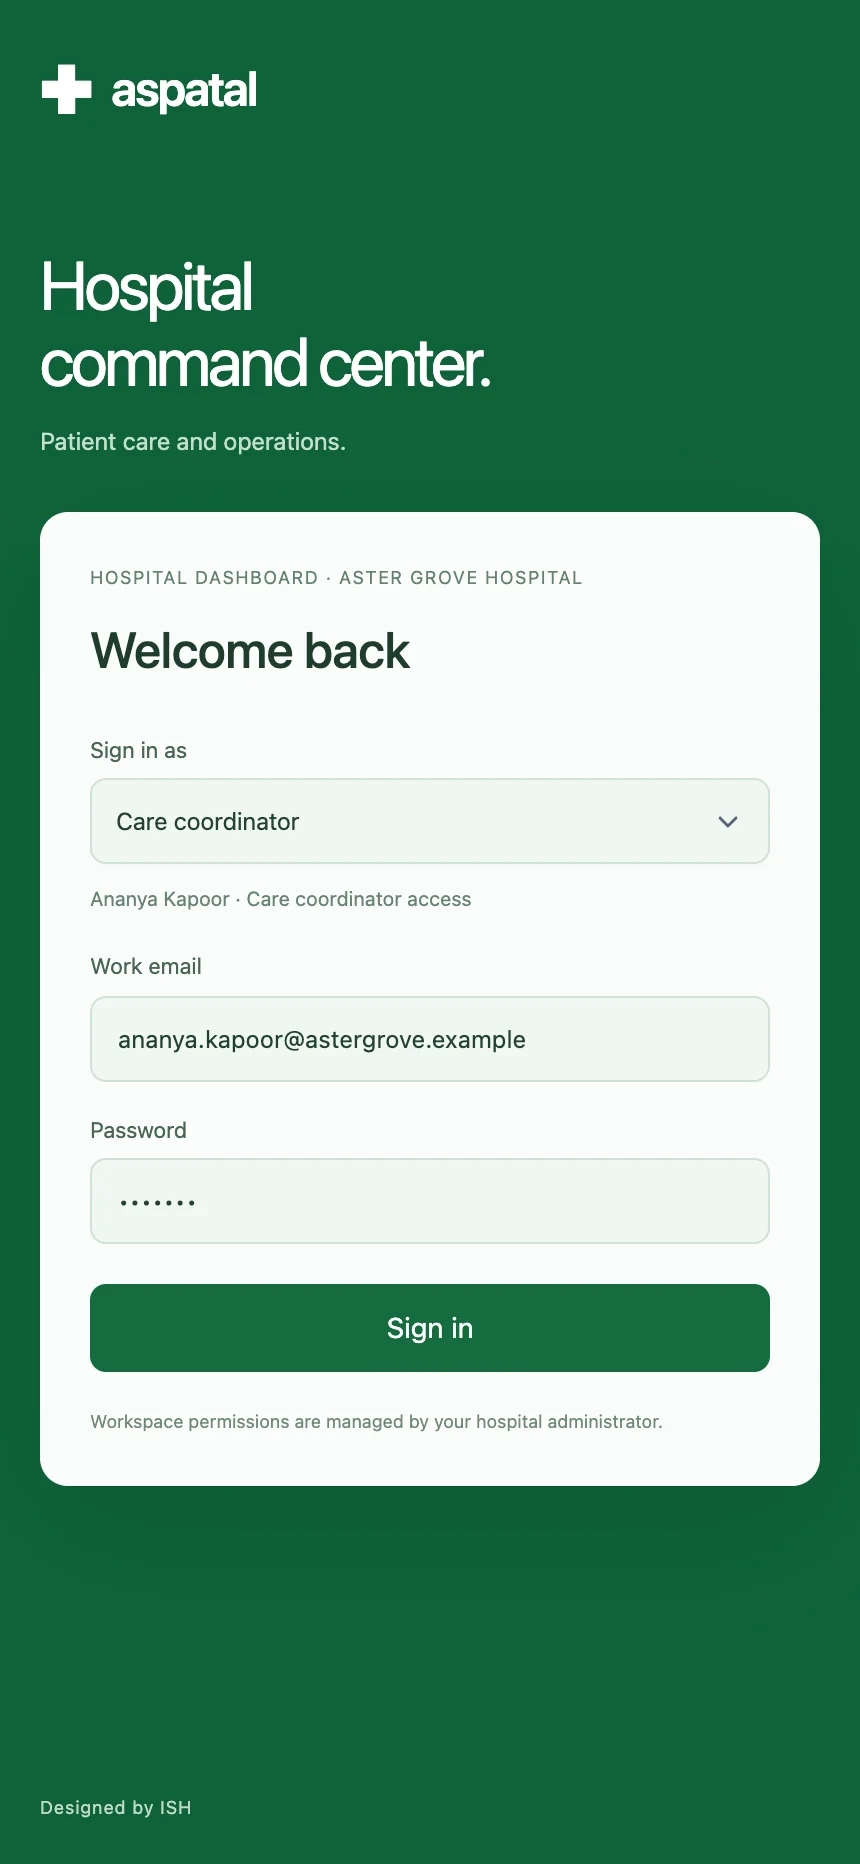 aspatal
Hospital
command center.
Patient care and operations.
HOSPITAL DASHBOARD · ASTER GROVE HOSPITAL
Welcome back
Sign in as
Care coordinator
Ananya Kapoor · Care coordinator access
Work email
ananya.kapoor@astergrove.example
Password
•••••••
Sign in
Workspace permissions are managed by your hospital administrator.
Designed by ISH